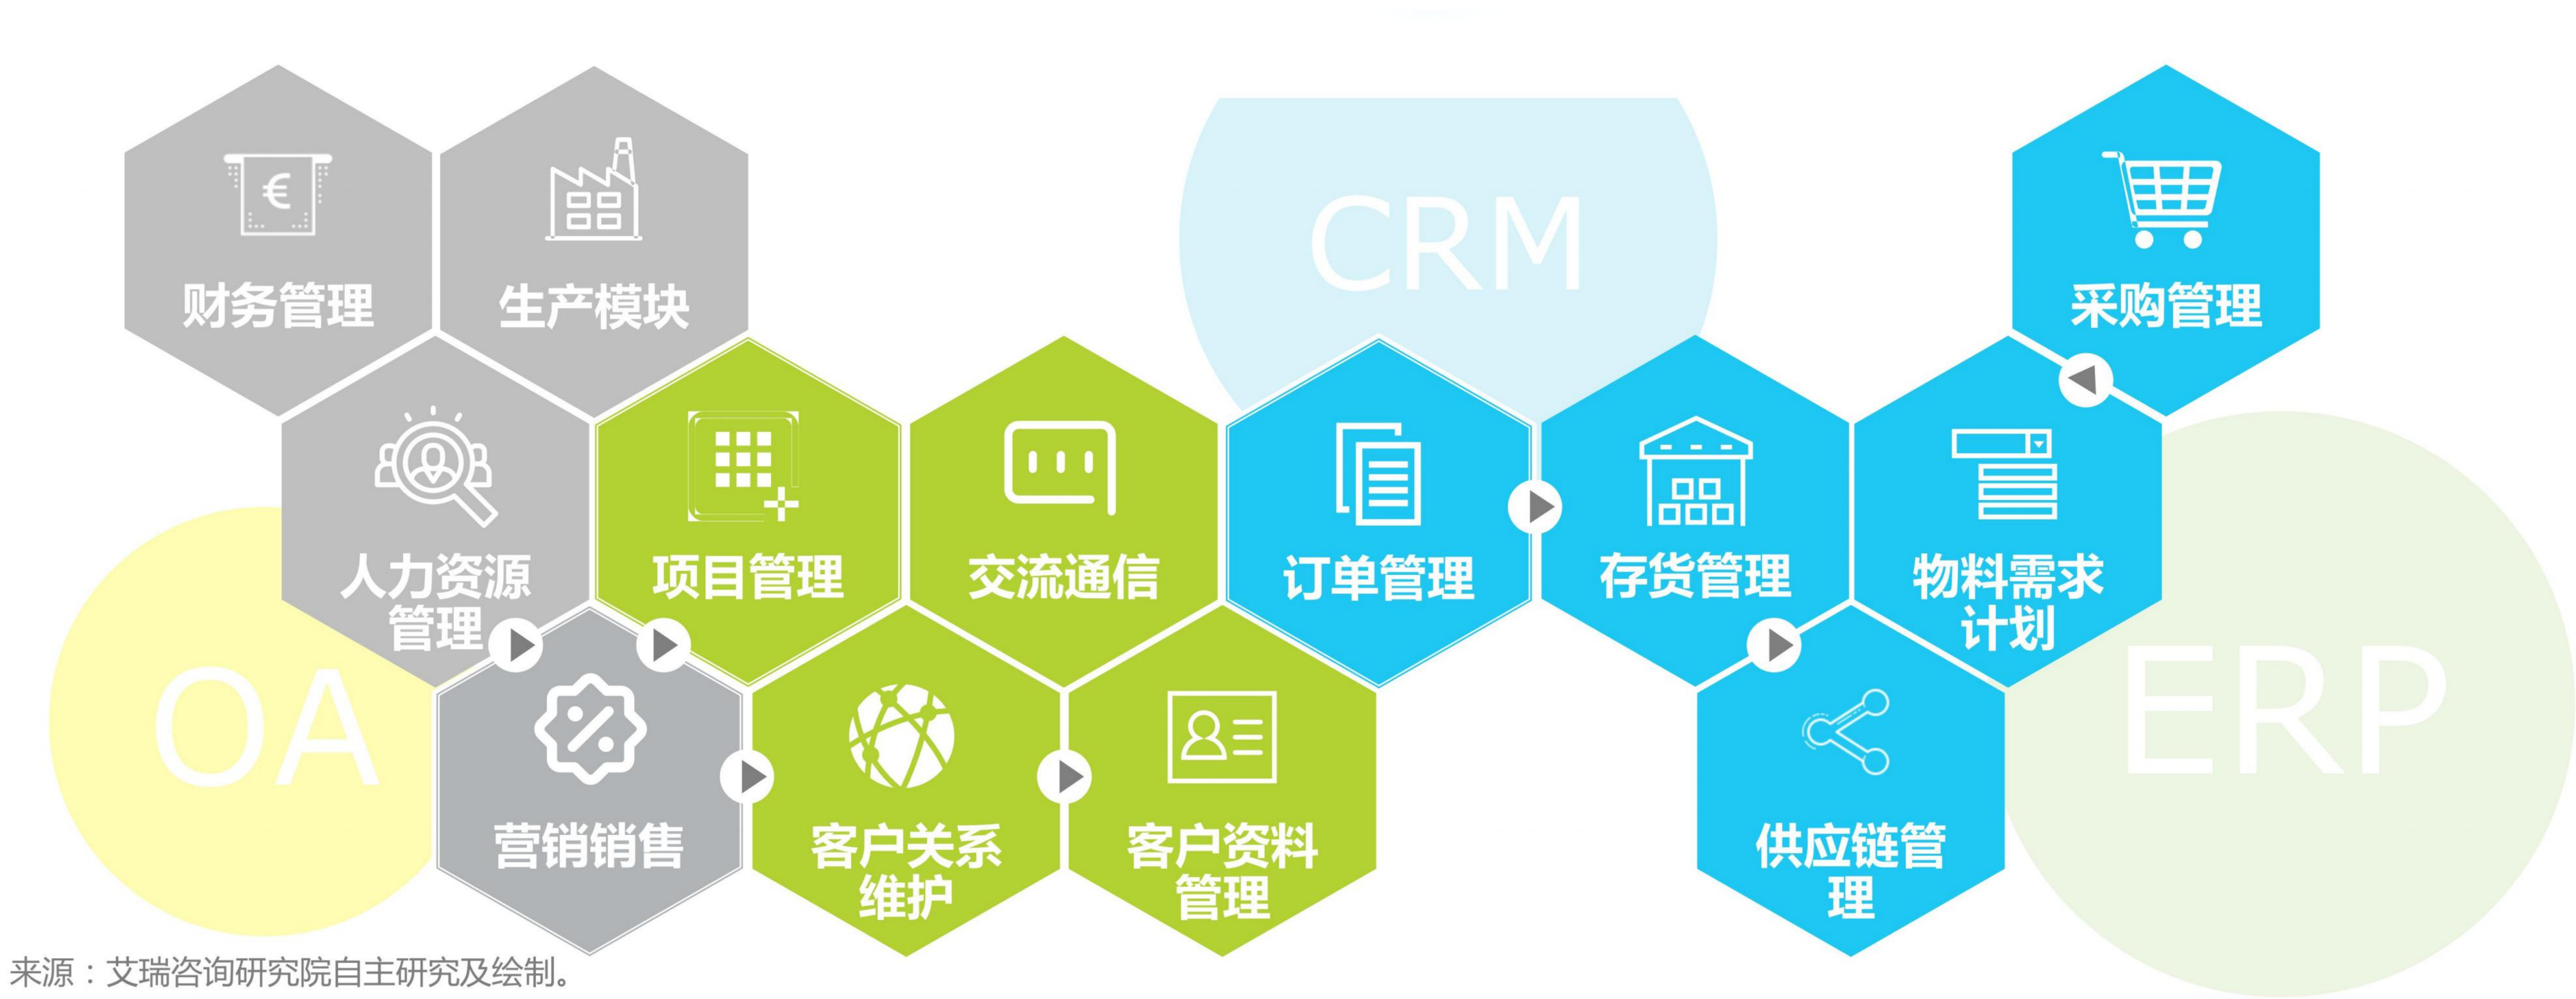 CRM
财务管理
生产模块
采购管理
人力资源
管理
项目管理
交流通信
订单管理
存货管理
物料需求
计划
OA
ERP
营销销售
客户关系
维护
客户资料
管理
供应链管
理
来源：艾瑞咨询研究院自主研究及绘制。